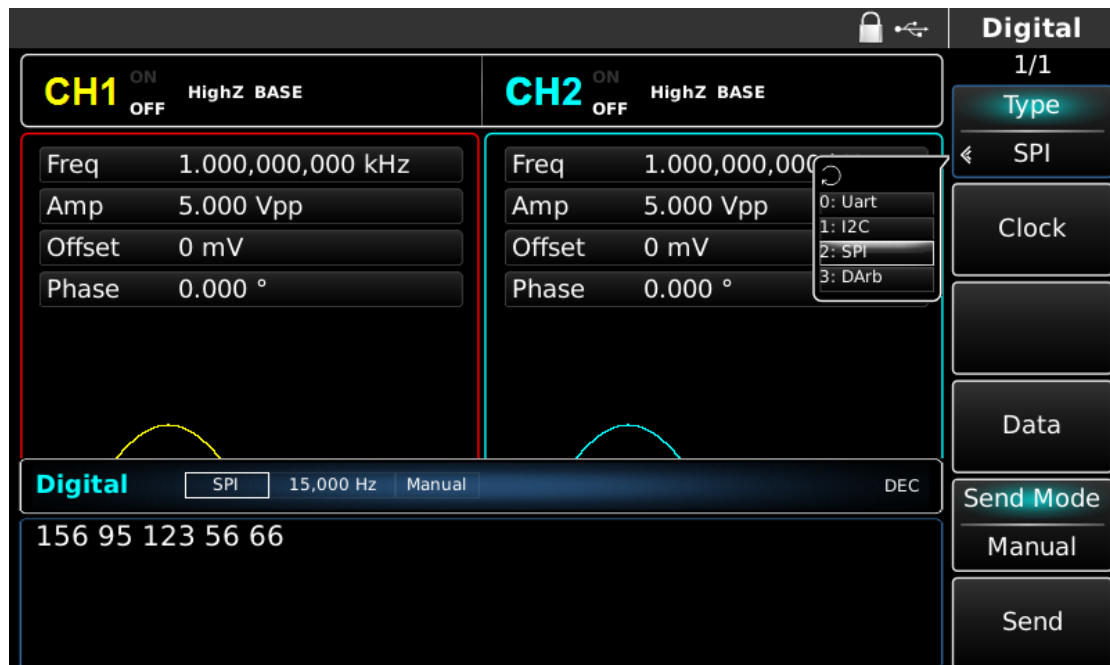 Digital
1/1
CH1 ON OFF HighZ BASE
CH2 ON OFF HighZ BASE
Type
SPI
Freq 1.000,000,000 kHz
Amp 5.000 Vpp
Offset 0 mV
Phase 0.000 °
Freq 1.000,000,000
Amp 5.000 Vpp
Offset 0 mV
Phase 0.000 °
0: Uart
1: I2C
2: SPI
3: DArb
Clock
Data
Digital SPI 15,000 Hz Manual DEC
156 95 123 56 66
Send Mode
Manual
Send